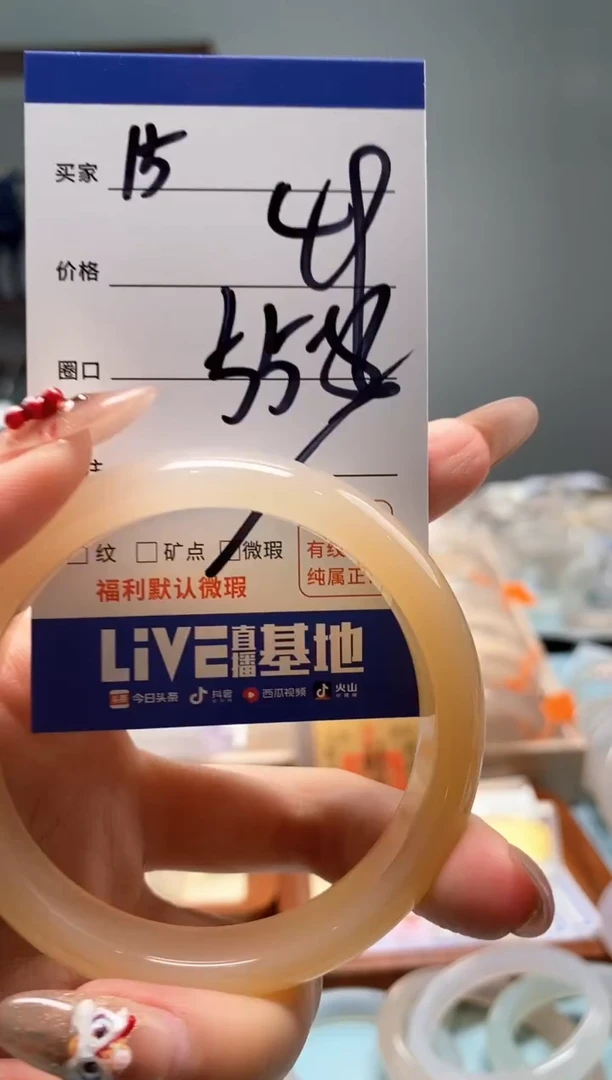 买家 15
价格
圈口 55
纹 矿点 微瑕
有纹
福利默认微瑕
纯属正
LiVE直播基地
今日头条 抖音 西瓜视频 火山